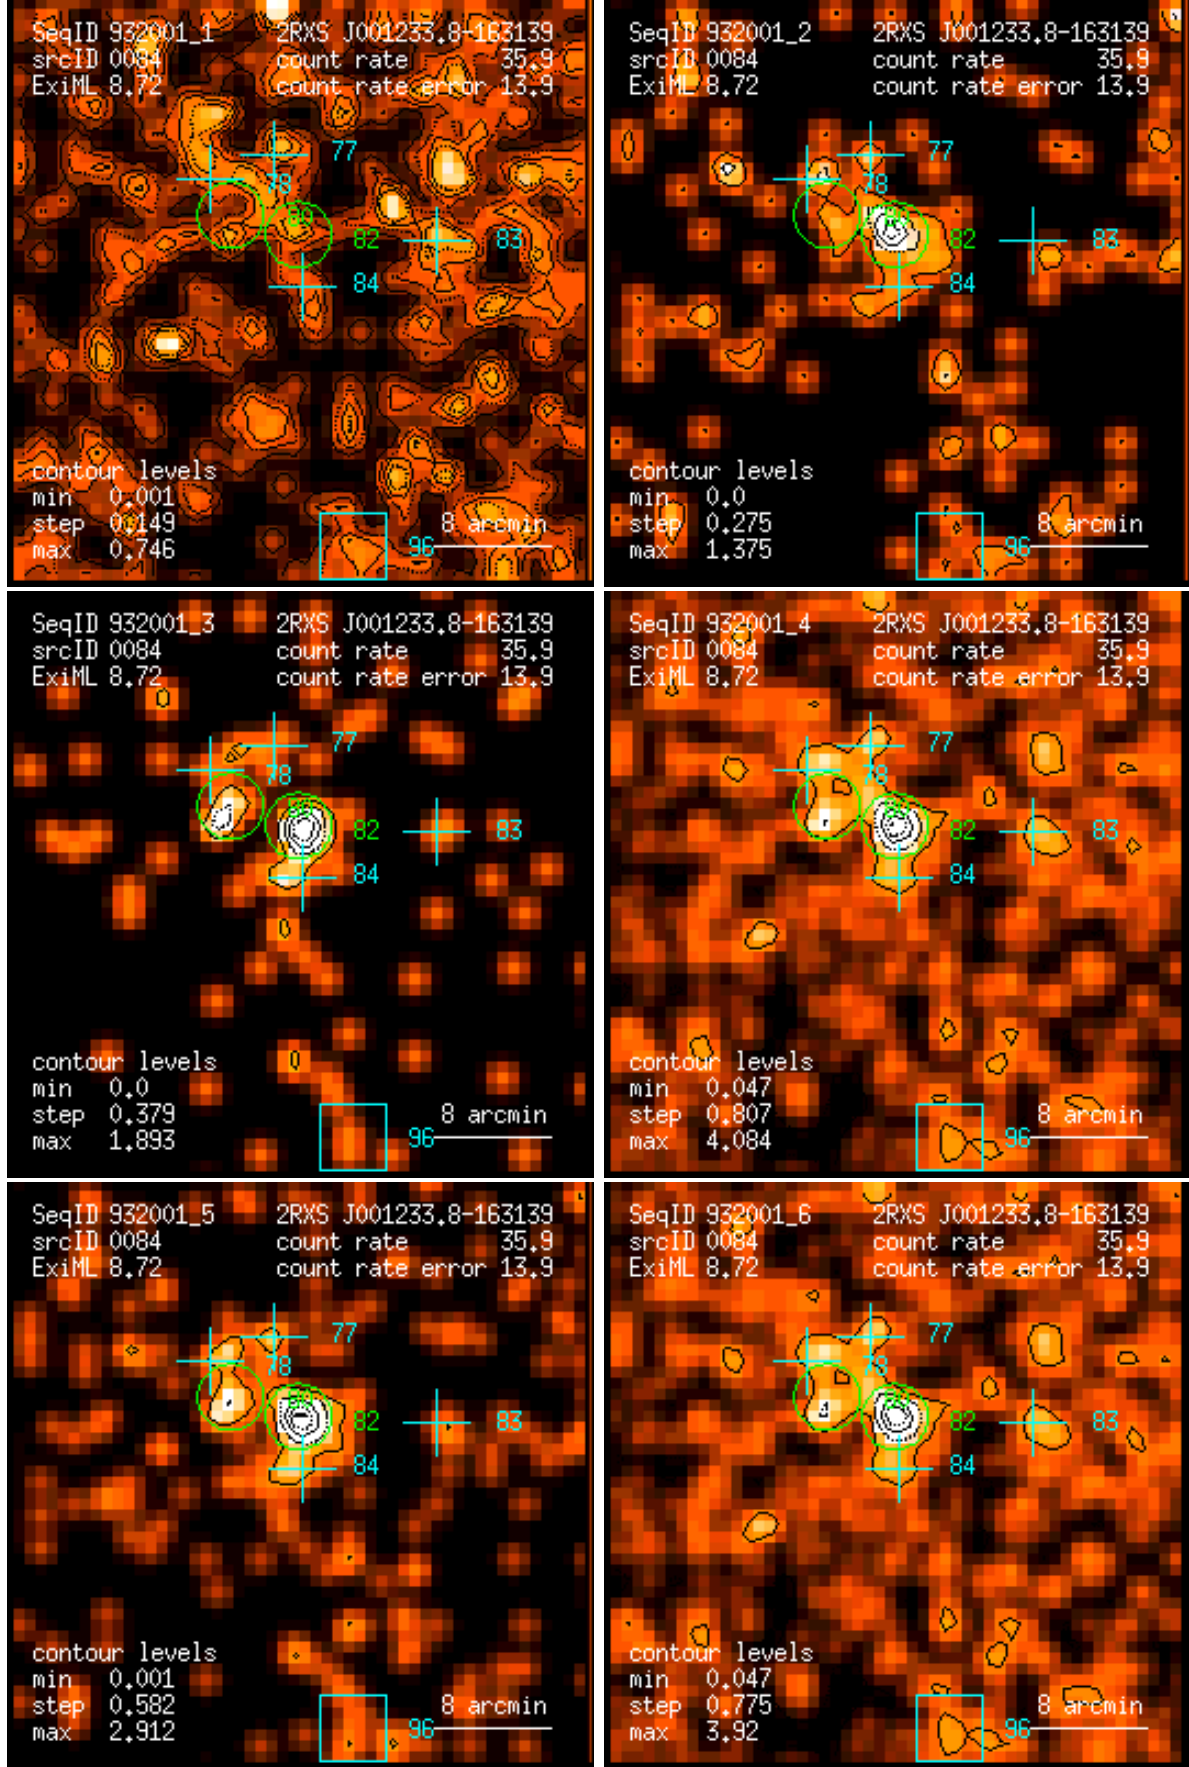 SeqID 932001_1 2RXS J001233.8-163139
srcID 0084 count rate 35.9
ExiML 8.72 count rate error 13.9
77
78
82 83
84
contour levels
min 0.001
step 0.149 8 arcmin
max 0.746 96
SeqID 932001_2 2RXS J001233.8-163139
srcID 0084 count rate 35.9
ExiML 8.72 count rate error 13.9
77
78
82 83
84
contour levels
min 0.0
step 0.275 8 arcmin
max 1.375 96
SeqID 932001_3 2RXS J001233.8-163139
srcID 0084 count rate 35.9
ExiML 8.72 count rate error 13.9
77
78
82 83
84
contour levels
min 0.0
step 0.379 8 arcmin
max 1.893 96
SeqID 932001_4 2RXS J001233.8-163139
srcID 0084 count rate 35.9
ExiML 8.72 count rate error 13.9
77
78
82 83
84
contour levels
min 0.047
step 0.807 8 arcmin
max 4.084 96
SeqID 932001_5 2RXS J001233.8-163139
srcID 0084 count rate 35.9
ExiML 8.72 count rate error 13.9
77
78
82 83
84
contour levels
min 0.001
step 0.582 8 arcmin
max 2.912 96
SeqID 932001_6 2RXS J001233.8-163139
srcID 0084 count rate 35.9
ExiML 8.72 count rate error 13.9
77
78
82 83
84
contour levels
min 0.047
step 0.775 8 arcmin
max 3.92 96